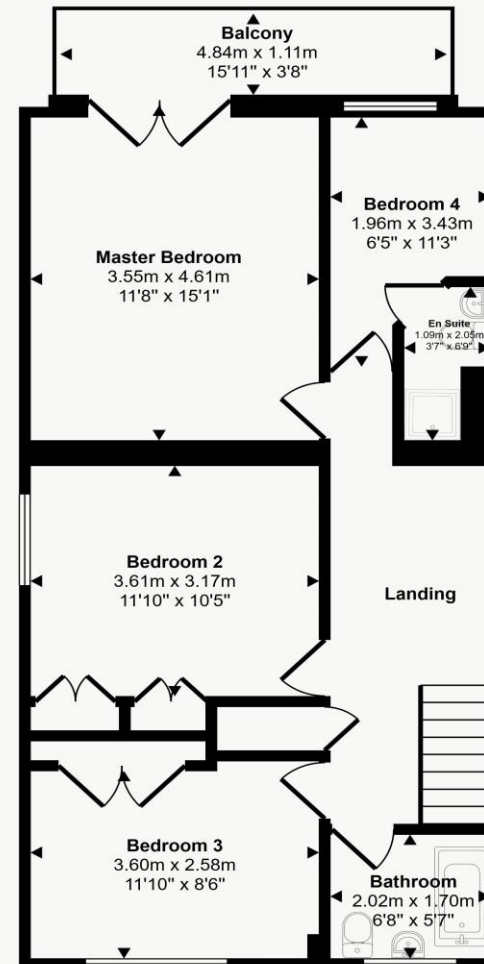 Balcony
4.84m x 1.11m
15'11" x 3'8"
Master Bedroom
3.55m x 4.61m
11'8" x 15'1"
Bedroom 4
1.96m x 3.43m
6'5" x 11'3"
En Suite
1.09m x 2.05m
3'7" x 6'9"
Bedroom 2
3.61m x 3.17m
11'10" x 10'5"
Landing
Bedroom 3
3.60m x 2.58m
11'10" x 8'6"
Bathroom
2.02m x 1.70m
6'8" x 5'7"